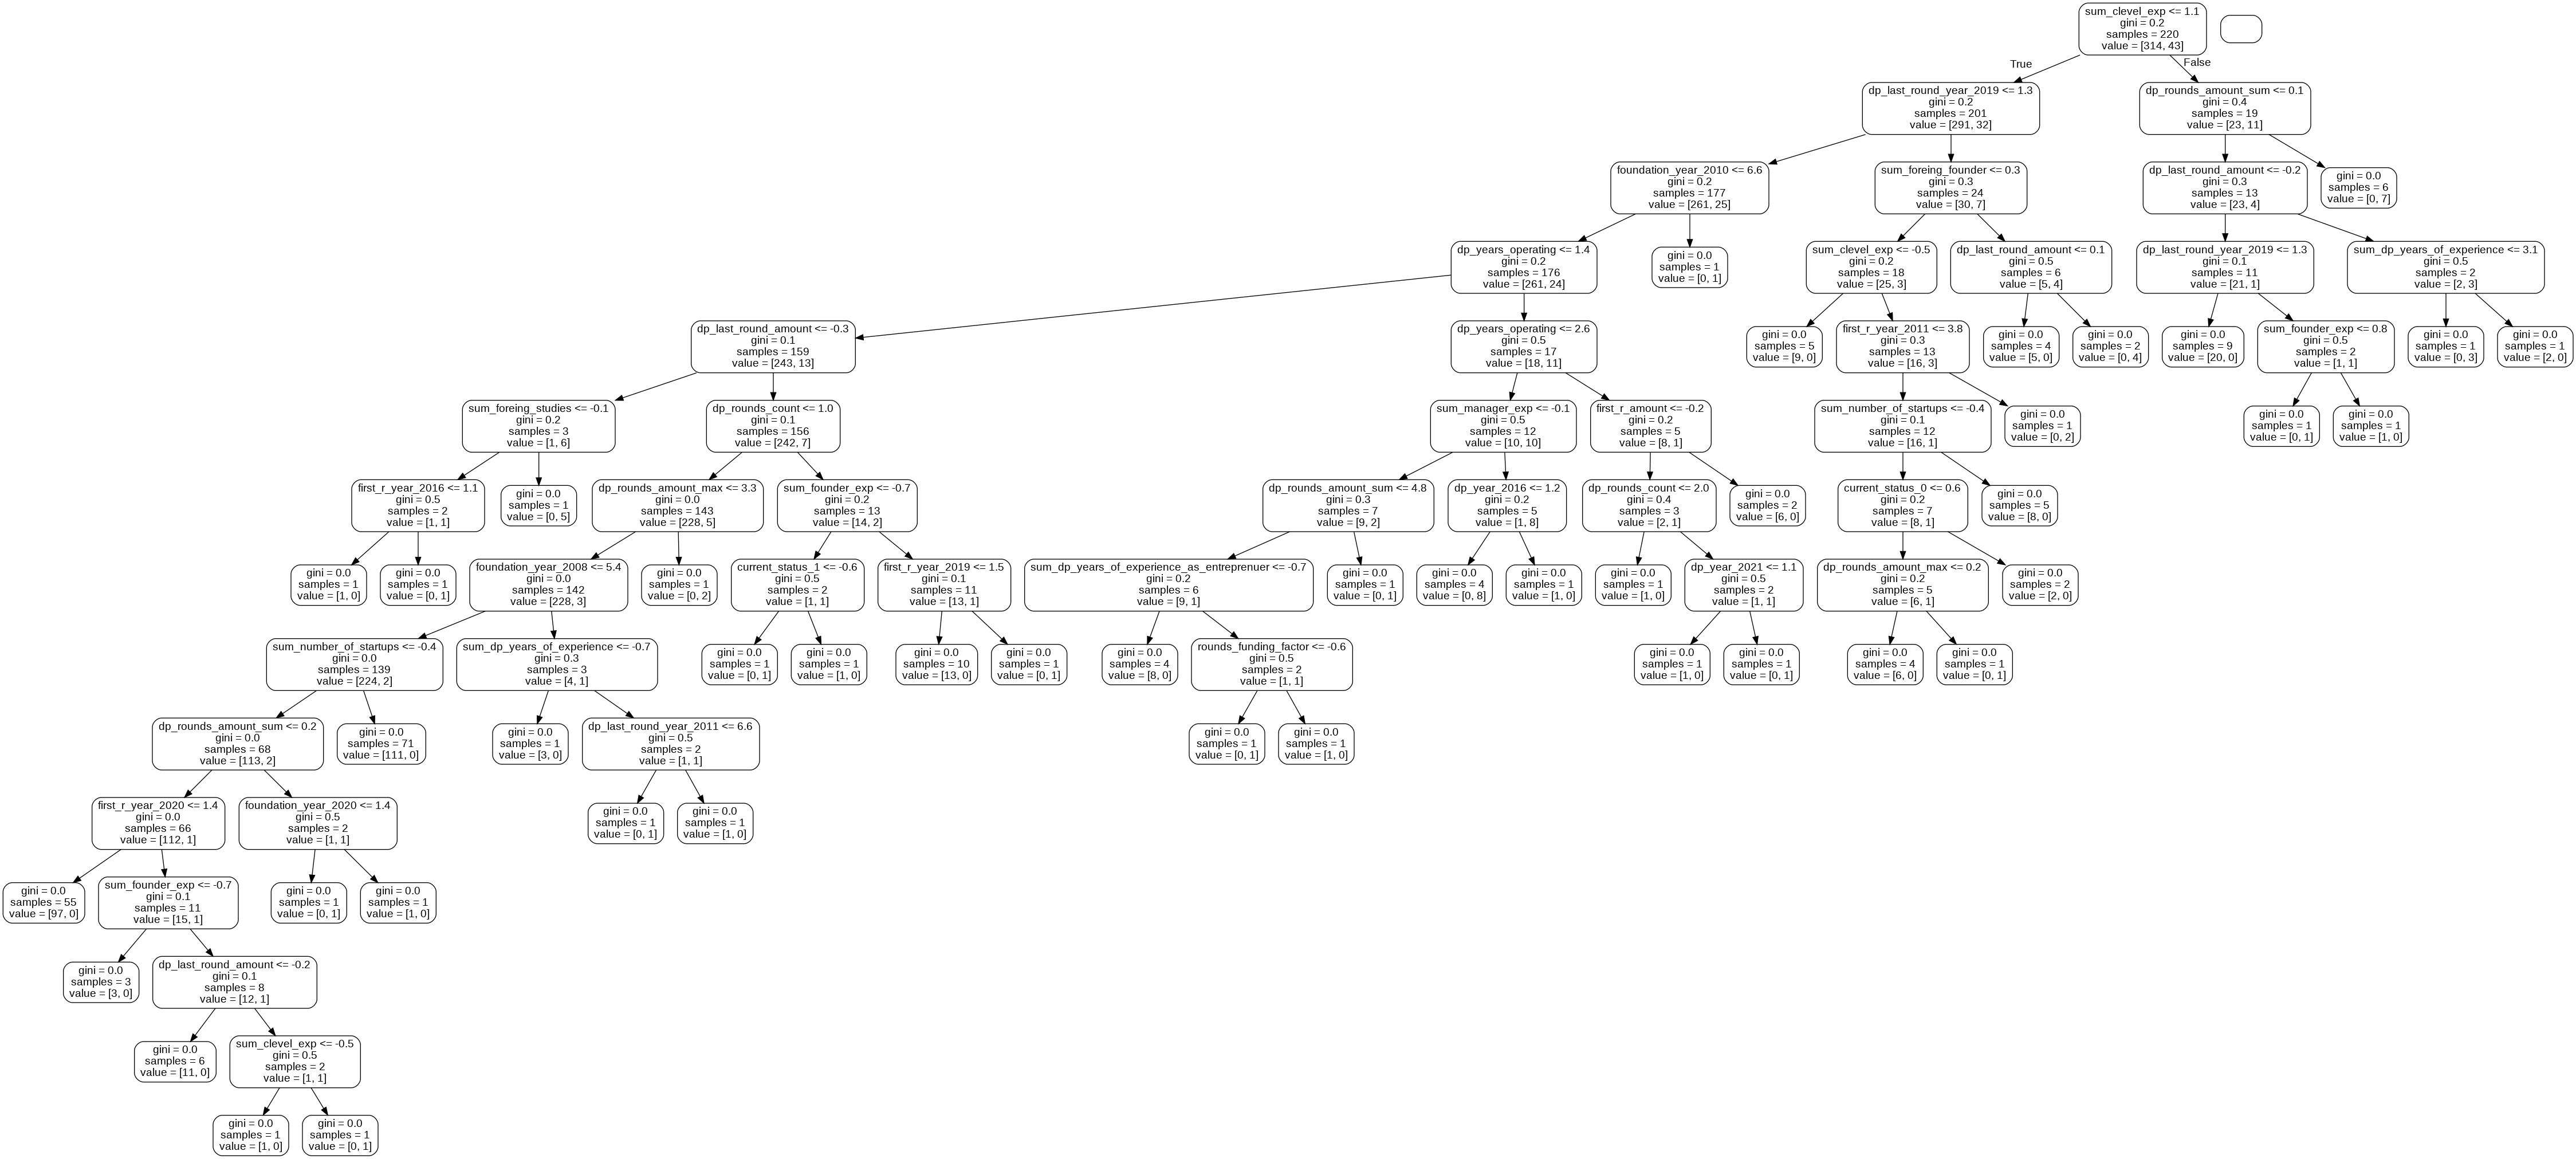 sum_clevel_exp <= 1.1
gini = 0.2
samples = 220
value = [314, 43]
True
False
dp_last_round_year_2019 <= 1.3
gini = 0.2
samples = 201
value = [291, 32]
dp_rounds_amount_sum <= 0.1
gini = 0.4
samples = 19
value = [23, 11]
foundation_year_2010 <= 6.6
gini = 0.2
samples = 177
value = [261, 25]
sum_foreing_founder <= 0.3
gini = 0.3
samples = 24
value = [30, 7]
dp_last_round_amount <= -0.2
gini = 0.3
samples = 13
value = [23, 4]
gini = 0.0
samples = 6
value = [0, 7]
dp_years_operating <= 1.4
gini = 0.2
samples = 176
value = [261, 24]
gini = 0.0
samples = 1
value = [0, 1]
sum_clevel_exp <= -0.5
gini = 0.2
samples = 18
value = [25, 3]
dp_last_round_amount <= 0.1
gini = 0.5
samples = 6
value = [5, 4]
dp_last_round_year_2019 <= 1.3
gini = 0.1
samples = 11
value = [21, 1]
sum_dp_years_of_experience <= 3.1
gini = 0.5
samples = 2
value = [2, 3]
dp_last_round_amount <= -0.3
gini = 0.1
samples = 159
value = [243, 13]
dp_years_operating <= 2.6
gini = 0.5
samples = 17
value = [18, 11]
gini = 0.0
samples = 5
value = [9, 0]
first_r_year_2011 <= 3.8
gini = 0.3
samples = 13
value = [16, 3]
gini = 0.0
samples = 4
value = [5, 0]
gini = 0.0
samples = 2
value = [0, 4]
gini = 0.0
samples = 9
value = [20, 0]
sum_founder_exp <= 0.8
gini = 0.5
samples = 2
value = [1, 1]
gini = 0.0
samples = 1
value = [0, 3]
gini = 0.0
samples = 1
value = [2, 0]
sum_foreing_studies <= -0.1
gini = 0.2
samples = 3
value = [1, 6]
dp_rounds_count <= 1.0
gini = 0.1
samples = 156
value = [242, 7]
sum_manager_exp <= -0.1
gini = 0.5
samples = 12
value = [10, 10]
first_r_amount <= -0.2
gini = 0.2
samples = 5
value = [8, 1]
sum_number_of_startups <= -0.4
gini = 0.1
samples = 12
value = [16, 1]
gini = 0.0
samples = 1
value = [0, 2]
gini = 0.0
samples = 1
value = [0, 1]
gini = 0.0
samples = 1
value = [1, 0]
first_r_year_2016 <= 1.1
gini = 0.5
samples = 2
value = [1, 1]
gini = 0.0
samples = 1
value = [0, 5]
dp_rounds_amount_max <= 3.3
gini = 0.0
samples = 143
value = [228, 5]
sum_founder_exp <= -0.7
gini = 0.2
samples = 13
value = [14, 2]
dp_rounds_amount_sum <= 4.8
gini = 0.3
samples = 7
value = [9, 2]
dp_year_2016 <= 1.2
gini = 0.2
samples = 5
value = [1, 8]
dp_rounds_count <= 2.0
gini = 0.4
samples = 3
value = [2, 1]
gini = 0.0
samples = 2
value = [6, 0]
current_status_0 <= 0.6
gini = 0.2
samples = 7
value = [8, 1]
gini = 0.0
samples = 5
value = [8, 0]
gini = 0.0
samples = 1
value = [1, 0]
gini = 0.0
samples = 1
value = [0, 1]
foundation_year_2008 <= 5.4
gini = 0.0
samples = 142
value = [228, 3]
gini = 0.0
samples = 1
value = [0, 2]
current_status_1 <= -0.6
gini = 0.5
samples = 2
value = [1, 1]
first_r_year_2019 <= 1.5
gini = 0.1
samples = 11
value = [13, 1]
sum_dp_years_of_experience_as_entreprenuer <= -0.7
gini = 0.2
samples = 6
value = [9, 1]
gini = 0.0
samples = 1
value = [0, 1]
gini = 0.0
samples = 4
value = [0, 8]
gini = 0.0
samples = 1
value = [1, 0]
gini = 0.0
samples = 1
value = [1, 0]
dp_year_2021 <= 1.1
gini = 0.5
samples = 2
value = [1, 1]
dp_rounds_amount_max <= 0.2
gini = 0.2
samples = 5
value = [6, 1]
gini = 0.0
samples = 2
value = [2, 0]
sum_number_of_startups <= -0.4
gini = 0.0
samples = 139
value = [224, 2]
sum_dp_years_of_experience <= -0.7
gini = 0.3
samples = 3
value = [4, 1]
gini = 0.0
samples = 1
value = [0, 1]
gini = 0.0
samples = 1
value = [1, 0]
gini = 0.0
samples = 10
value = [13, 0]
gini = 0.0
samples = 1
value = [0, 1]
gini = 0.0
samples = 4
value = [8, 0]
rounds_funding_factor <= -0.6
gini = 0.5
samples = 2
value = [1, 1]
gini = 0.0
samples = 1
value = [1, 0]
gini = 0.0
samples = 1
value = [0, 1]
gini = 0.0
samples = 4
value = [6, 0]
gini = 0.0
samples = 1
value = [0, 1]
dp_rounds_amount_sum <= 0.2
gini = 0.0
samples = 68
value = [113, 2]
gini = 0.0
samples = 71
value = [111, 0]
gini = 0.0
samples = 1
value = [3, 0]
dp_last_round_year_2011 <= 6.6
gini = 0.5
samples = 2
value = [1, 1]
gini = 0.0
samples = 1
value = [0, 1]
gini = 0.0
samples = 1
value = [1, 0]
first_r_year_2020 <= 1.4
gini = 0.0
samples = 66
value = [112, 1]
foundation_year_2020 <= 1.4
gini = 0.5
samples = 2
value = [1, 1]
gini = 0.0
samples = 1
value = [0, 1]
gini = 0.0
samples = 1
value = [1, 0]
gini = 0.0
samples = 55
value = [97, 0]
sum_founder_exp <= -0.7
gini = 0.1
samples = 11
value = [15, 1]
gini = 0.0
samples = 1
value = [0, 1]
gini = 0.0
samples = 1
value = [1, 0]
gini = 0.0
samples = 3
value = [3, 0]
dp_last_round_amount <= -0.2
gini = 0.1
samples = 8
value = [12, 1]
gini = 0.0
samples = 6
value = [11, 0]
sum_clevel_exp <= -0.5
gini = 0.5
samples = 2
value = [1, 1]
gini = 0.0
samples = 1
value = [1, 0]
gini = 0.0
samples = 1
value = [0, 1]